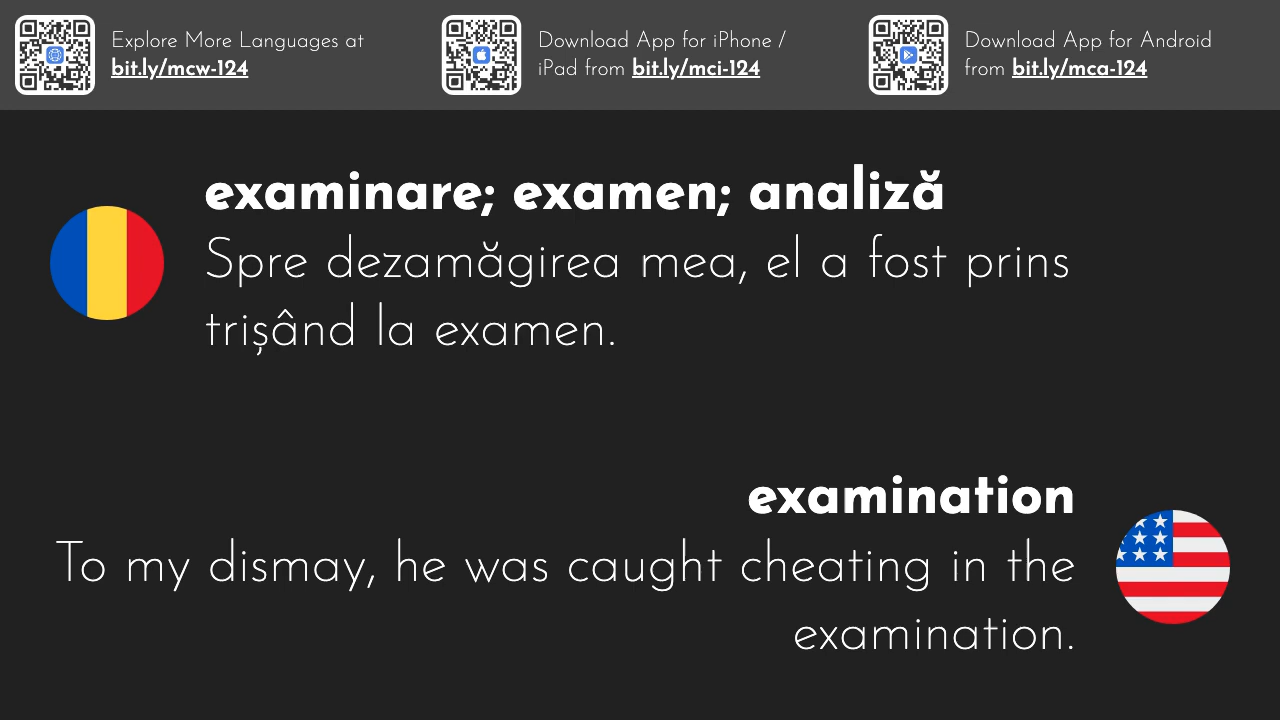 Explore More Languages at
bit.ly/mcw-124
Download App for iPhone /
iPad from bit.ly/mci-124
Download App for Android
from bit.ly/mca-124
examinare; examen; analiză
Spre dezamăgirea mea, el a fost prins
trișând la examen.
examination
To my dismay, he was caught cheating in the
examination.